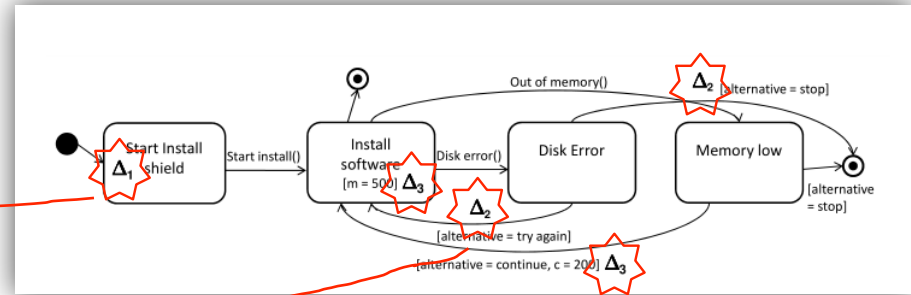 Out of memory()
Δ2
[alternative = stop]
Start Install
shield
Δ1
Start install()
Install
software
[m = 500]
Δ3
Disk error()
Disk Error
Memory low
[alternative
= stop]
Δ2
[alternative = try again]
[alternative = continue, c = 200]
Δ3